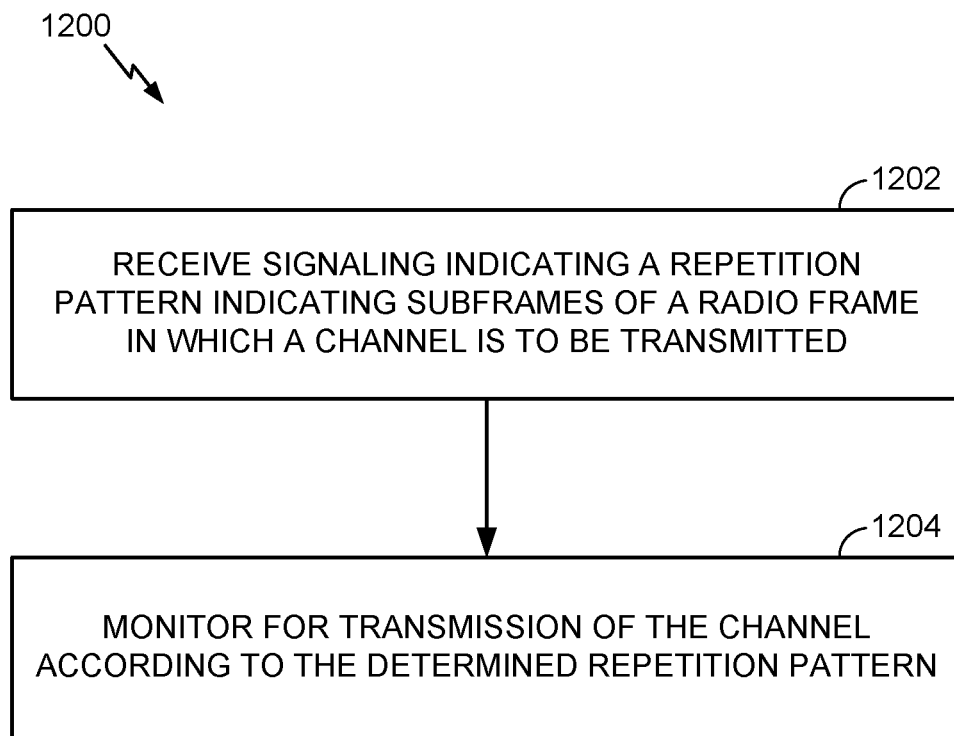 1200
1202
RECEIVE SIGNALING INDICATING A REPETITION
PATTERN INDICATING SUBFRAMES OF A RADIO FRAME
IN WHICH A CHANNEL IS TO BE TRANSMITTED
1204
MONITOR FOR TRANSMISSION OF THE CHANNEL
ACCORDING TO THE DETERMINED REPETITION PATTERN